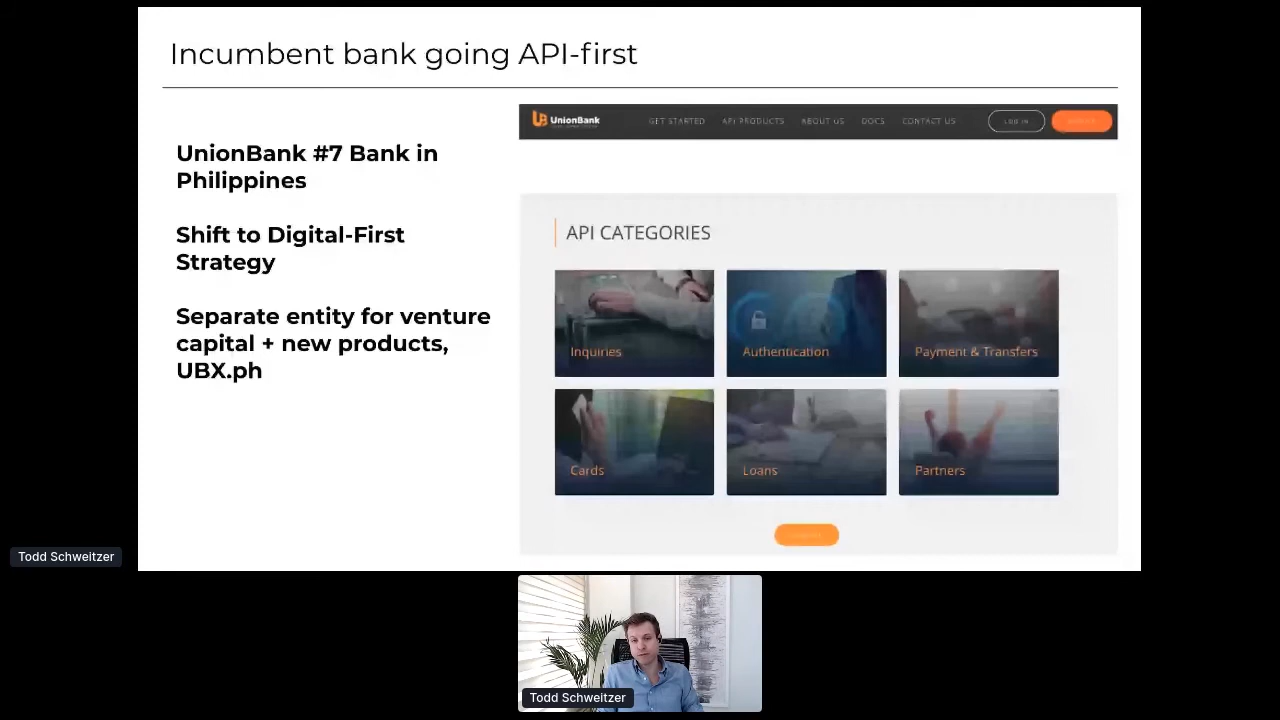 Incumbent bank going API-first
UnionBank #7 Bank in
Philippines
Shift to Digital-First
Strategy
Separate entity for venture
capital + new products,
UBX.ph
UnionBank
GET STARTED API PRODUCTS ABOUT US DOCS CONTACT US LOG IN
API CATEGORIES
Inquiries Authentication Payment & Transfers
Cards Loans Partners
Todd Schweitzer
Todd Schweitzer